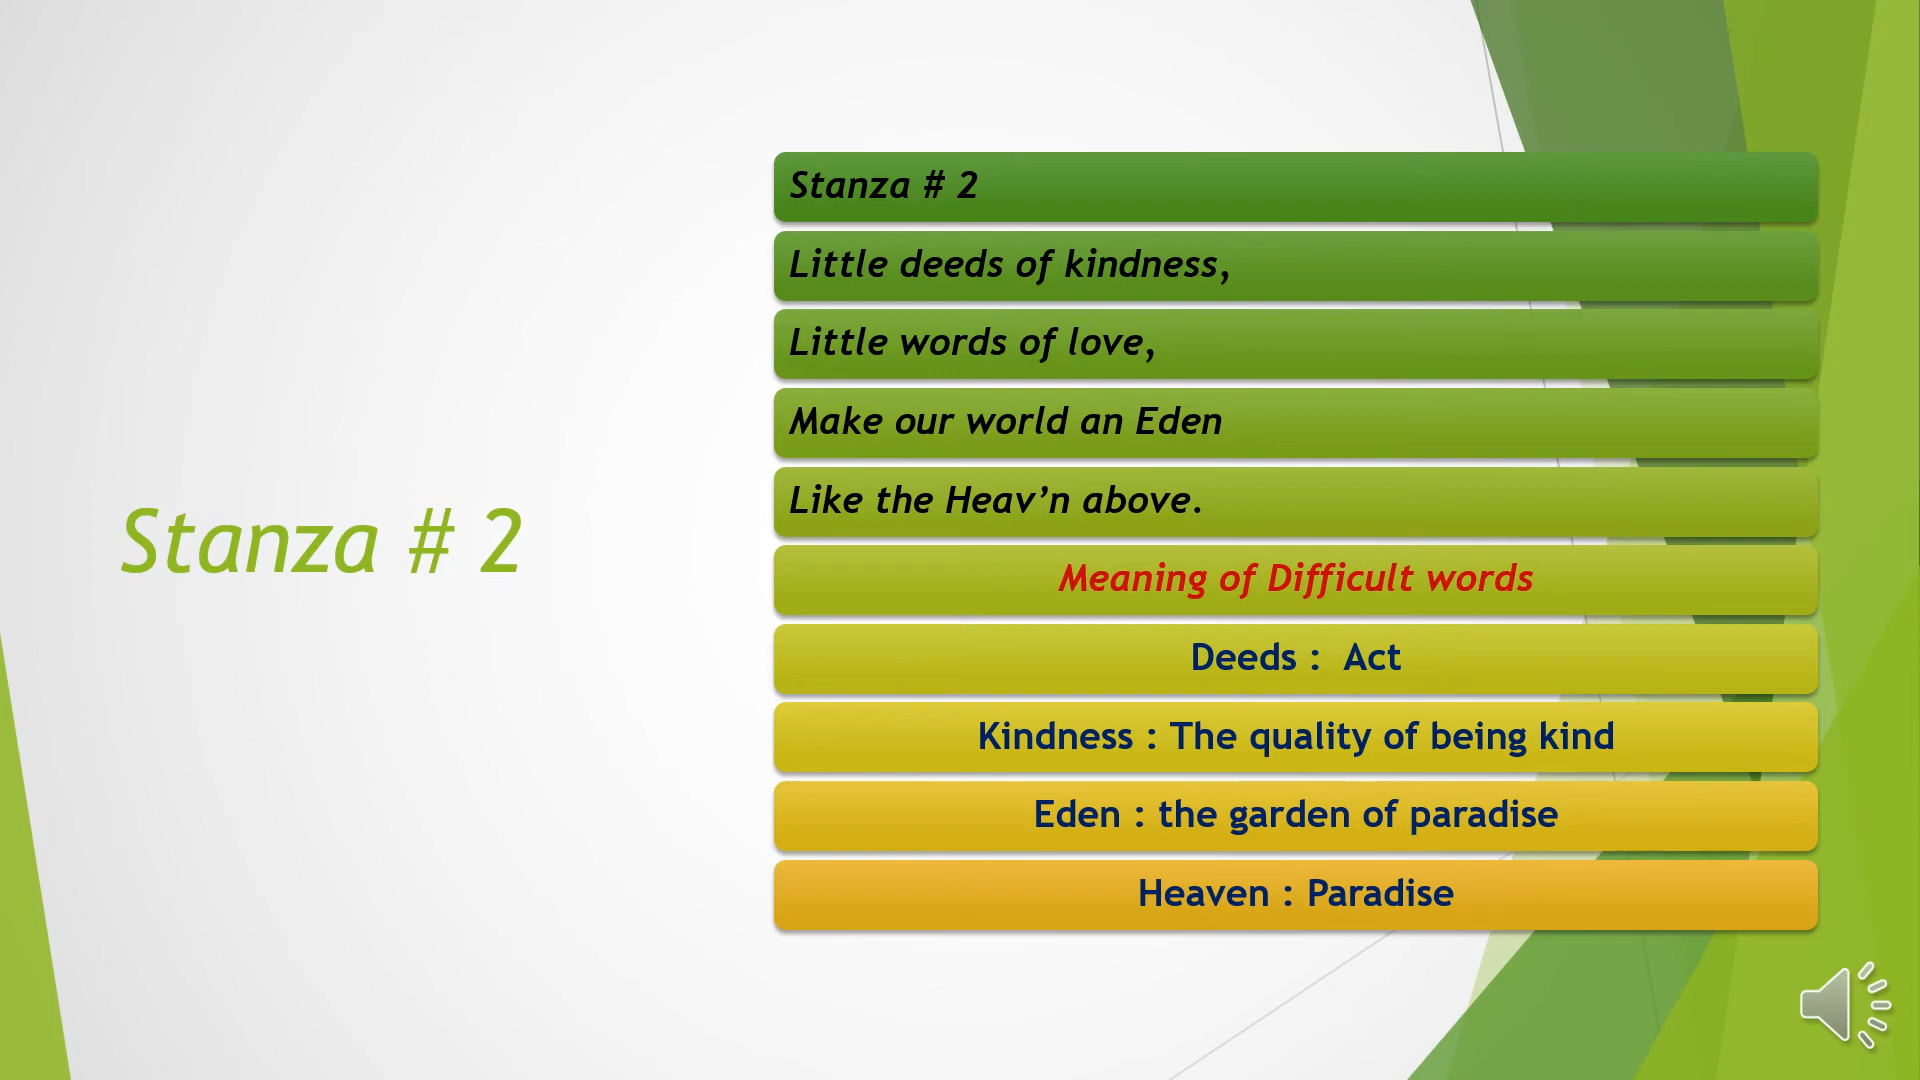 Stanza # 2
Stanza # 2
Little deeds of kindness,
Little words of love,
Make our world an Eden
Like the Heav’n above.
Meaning of Difficult words
Deeds :  Act
Kindness : The quality of being kind
Eden : the garden of paradise
Heaven : Paradise